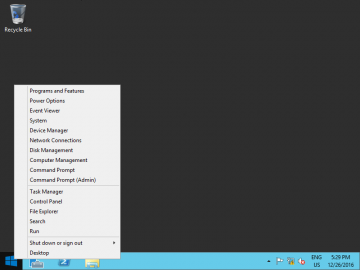 Recycle Bin
Programs and Features
Power Options
Event Viewer
System
Device Manager
Network Connections
Disk Management
Computer Management
Command Prompt
Command Prompt (Admin)
Task Manager
Control Panel
File Explorer
Search
Run
Shut down or sign out
Desktop
ENG 5:29 PM
US 12/26/2016